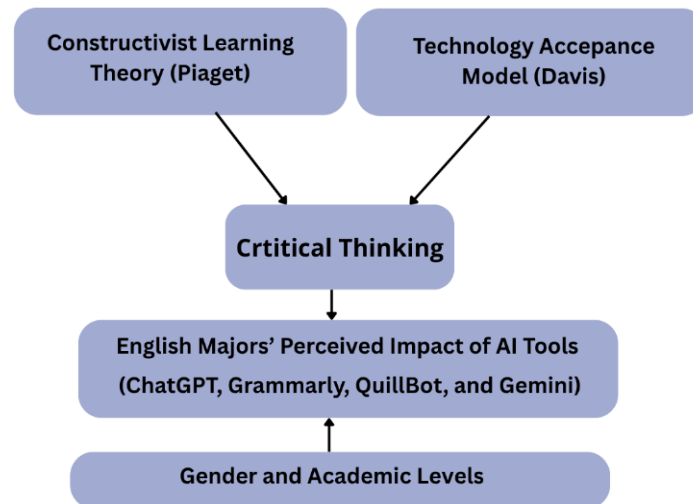 Constructivist Learning
Theory (Piaget)
Technology Accepance
Model (Davis)
Crtitical Thinking
English Majors’ Perceived Impact of AI Tools
(ChatGPT, Grammarly, QuillBot, and Gemini)
Gender and Academic Levels